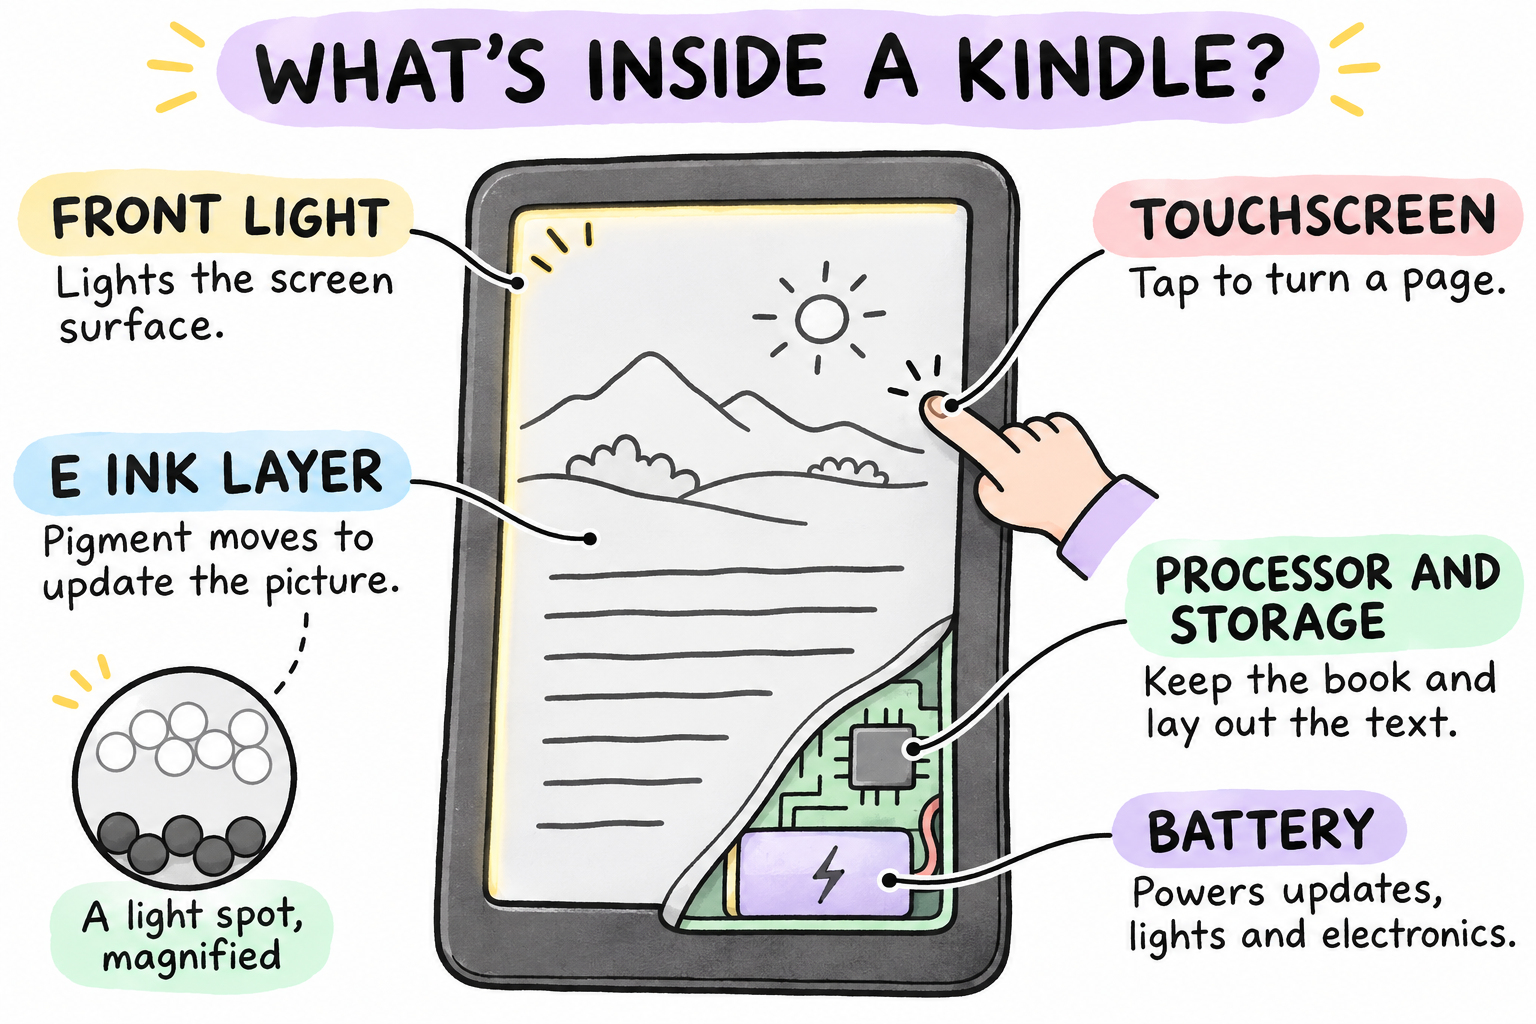 WHAT'S INSIDE A KINDLE?
FRONT LIGHT
Lights the screen
surface.
E INK LAYER
Pigment moves to
update the picture.
A light spot,
magnified
TOUCHSCREEN
Tap to turn a page.
PROCESSOR AND
STORAGE
Keep the book and
lay out the text.
BATTERY
Powers updates,
lights and electronics.